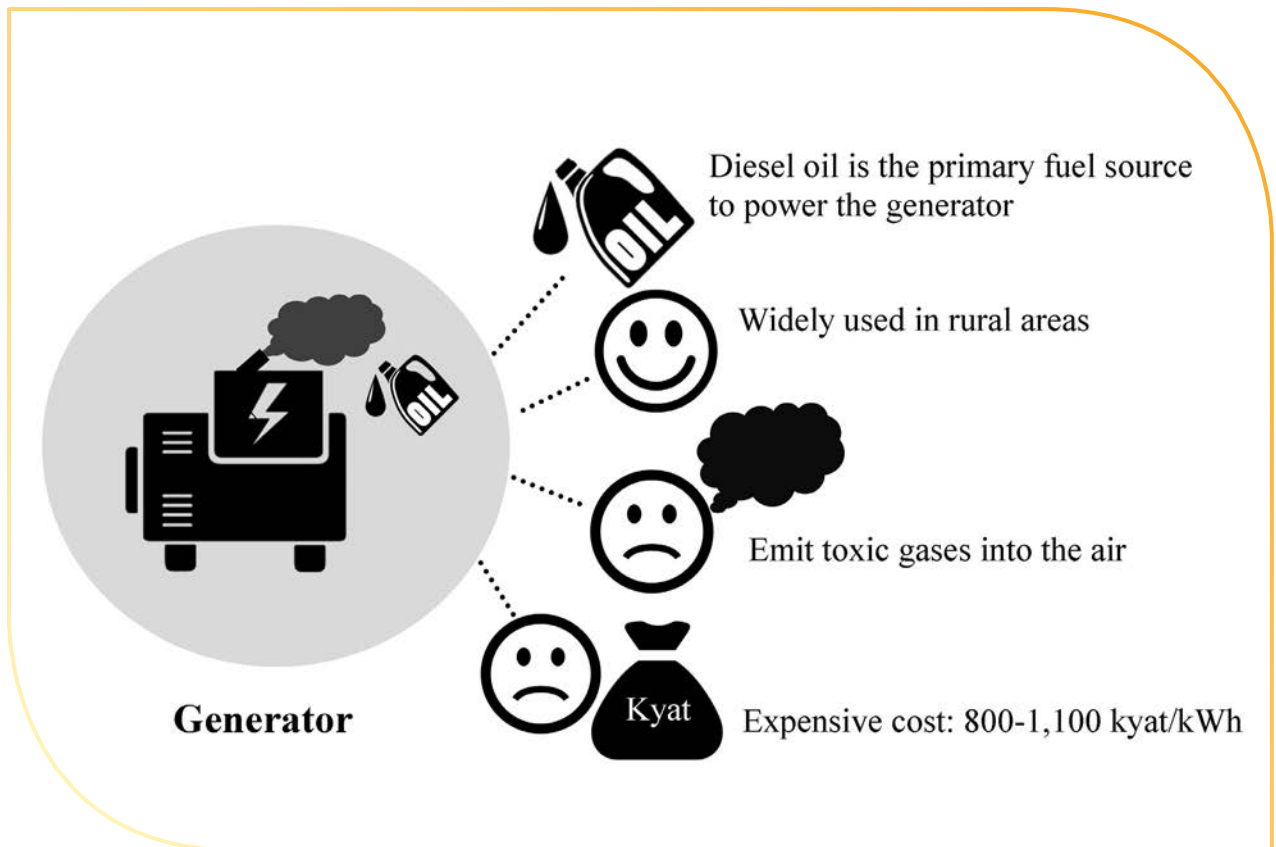 Diesel oil is the primary fuel source
to power the generator
OIL
Widely used in rural areas
OIL
Emit toxic gases into the air
Generator
Kyat
Expensive cost: 800-1,100 kyat/kWh